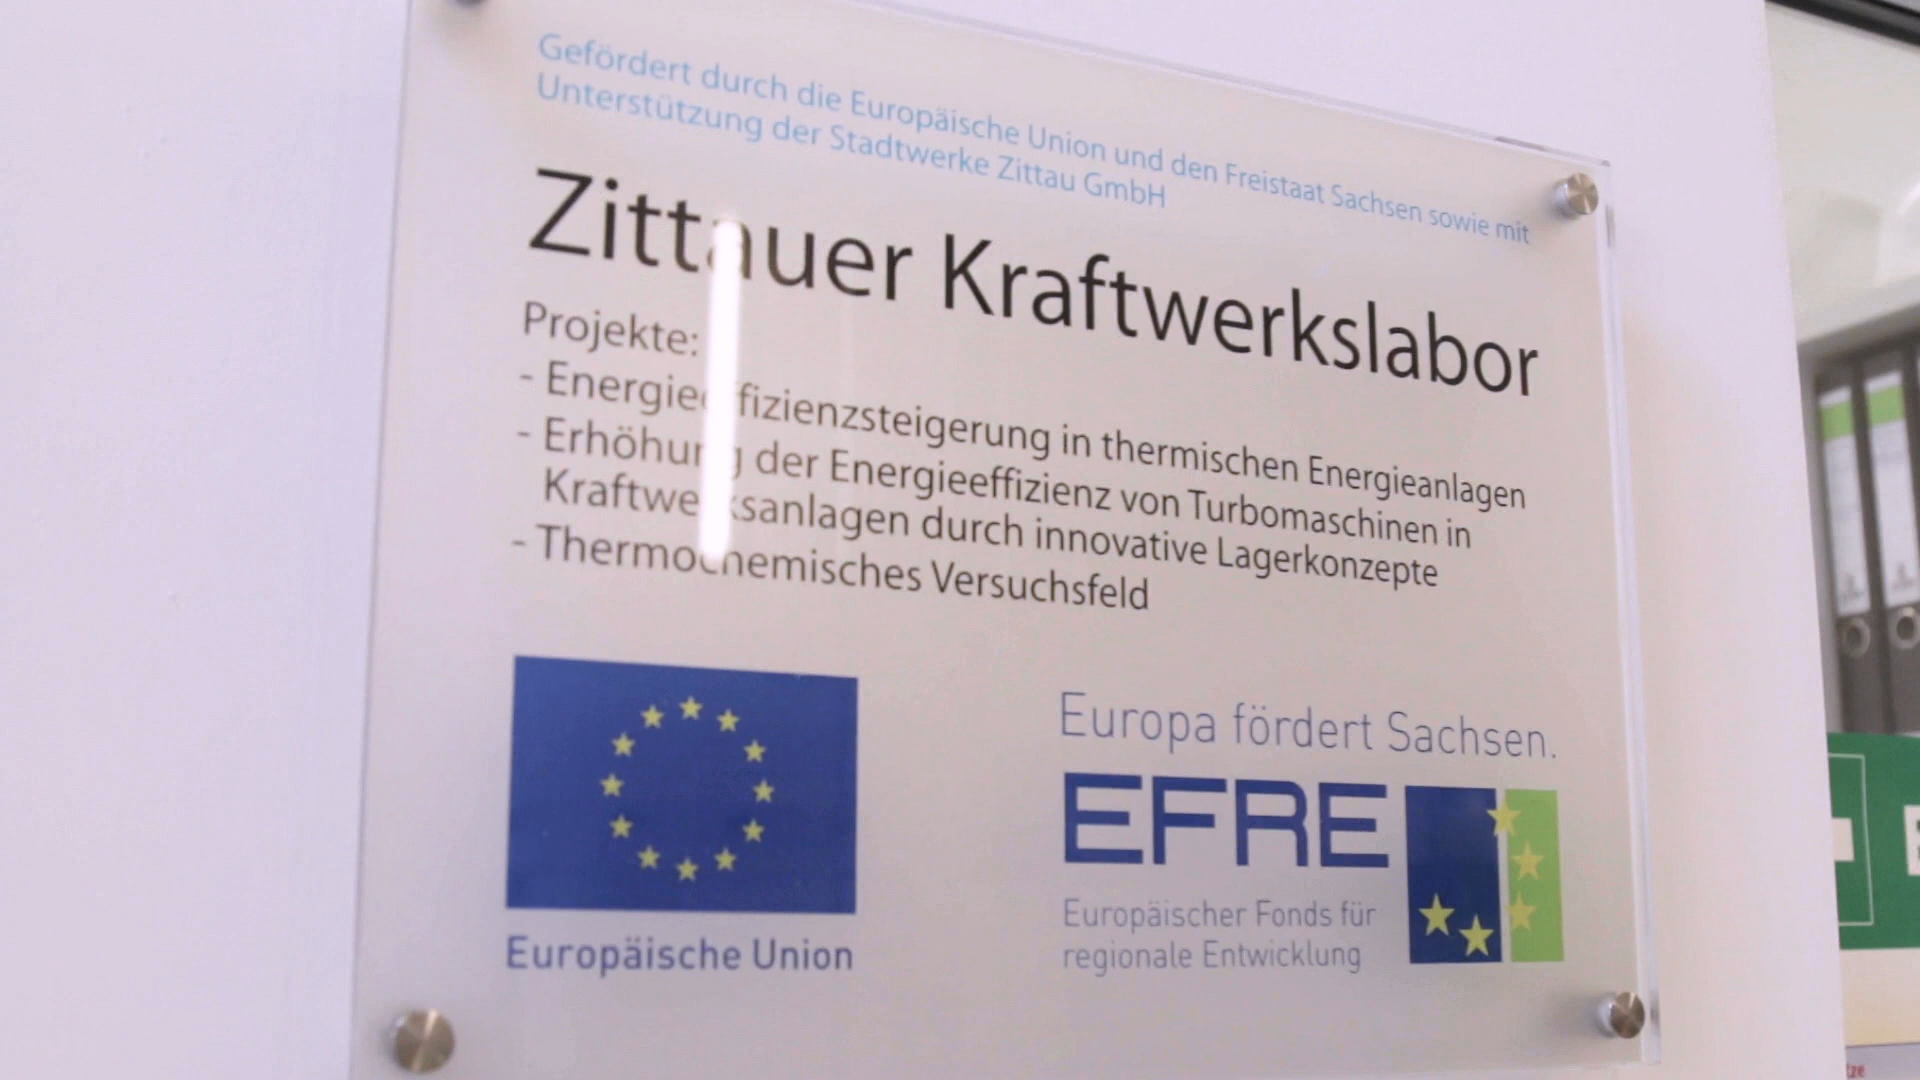 Gefördert durch die Europäische Union und den Freistaat Sachsen sowie mit
Unterstützung der Stadtwerke Zittau GmbH
Zittauer Kraftwerkslabor
Projekte:
- Energieeffizienzsteigerung in thermischen Energieanlagen
- Erhöhung der Energieeffizienz von Turbomaschinen in
Kraftwerksanlagen durch innovative Lagerkonzepte
- Thermochemisches Versuchsfeld
Europäische Union
Europa fördert Sachsen.
EFRE
Europäischer Fonds für
regionale Entwicklung